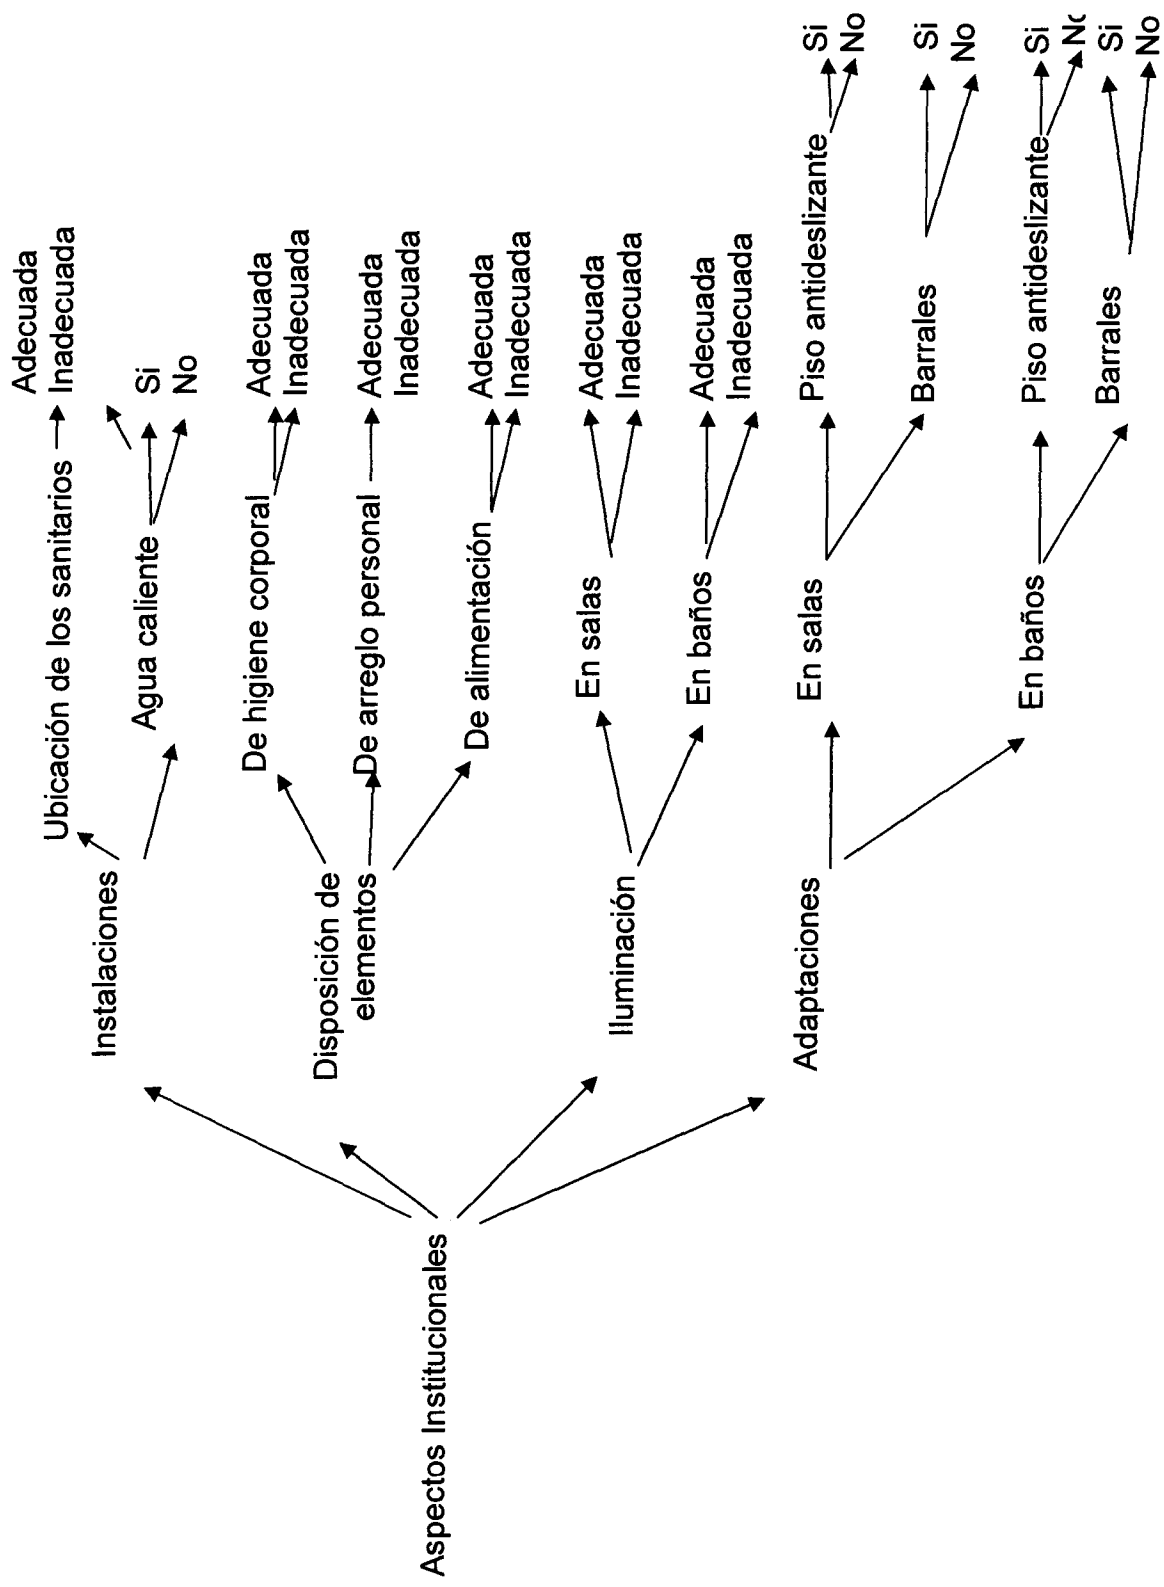 Aspectos Institucionales
Instalaciones
Ubicación de los sanitarios
Adecuada
Inadecuada
Agua caliente
Si
No
Disposición de
elementos
De higiene corporal
Adecuada
Inadecuada
De arreglo personal
Adecuada
Inadecuada
De alimentación
Adecuada
Inadecuada
Iluminación
En salas
Adecuada
Inadecuada
En baños
Adecuada
Inadecuada
Adaptaciones
En salas
Piso antideslizante
Si
No
Barrales
Si
No
En baños
Piso antideslizante
Si
No
Barrales
Si
No